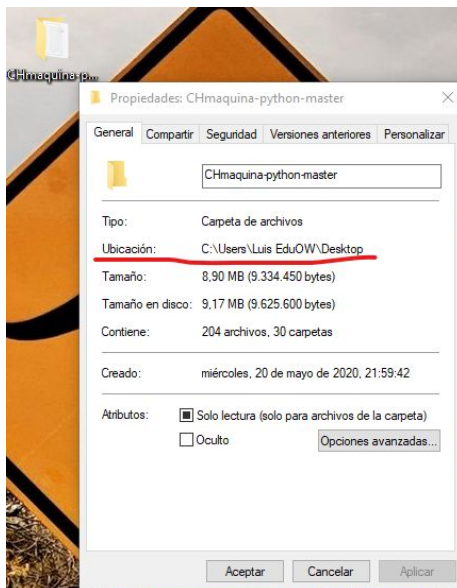 CHmaquina-p...
Propiedades: CHmaquina-python-master
General Compartir Seguridad Versiones anteriores Personalizar
CHmaquina-python-master
Tipo: Carpeta de archivos
Ubicación: C:\Users\Luis EduOW\Desktop
Tamaño: 8,90 MB (9.334.450 bytes)
Tamaño en disco: 9,17 MB (9.625.600 bytes)
Contiene: 204 archivos, 30 carpetas
Creado: miércoles, 20 de mayo de 2020, 21:59:42
Atributos: Solo lectura (solo para archivos de la carpeta)
Oculto Opciones avanzadas...
Aceptar Cancelar Aplicar